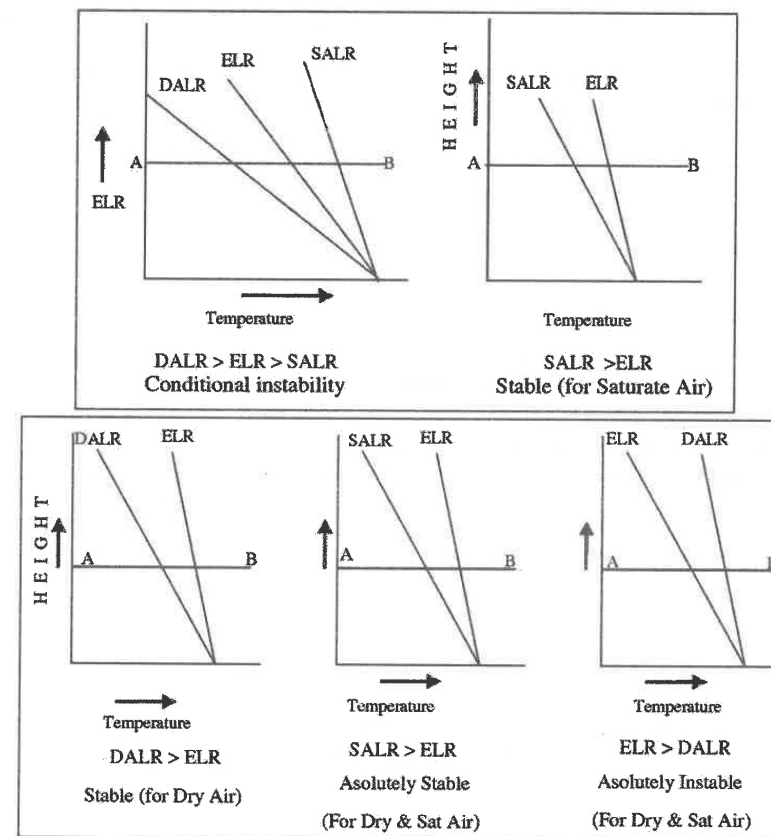 SALR
ELR
DALR
A
B
ELR
Temperature
DALR > ELR > SALR
Conditional instability
HEIGHT
SALR ELR
A
B
Temperature
SALR >ELR
Stable (for Saturate Air)
DALR ELR
HEIGHT
A
B
Temperature
DALR > ELR
Stable (for Dry Air)
SALR ELR
A
B
Temperature
SALR > ELR
Asolutely Stable
(For Dry & Sat Air)
ELR DALR
A
Temperature
ELR > DALR
Asolutely Instable
(For Dry & Sat Air)